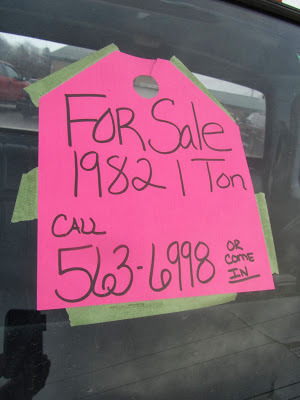 FOR Sale
1982 1 Ton
CALL
563-6998
OR
COME
IN